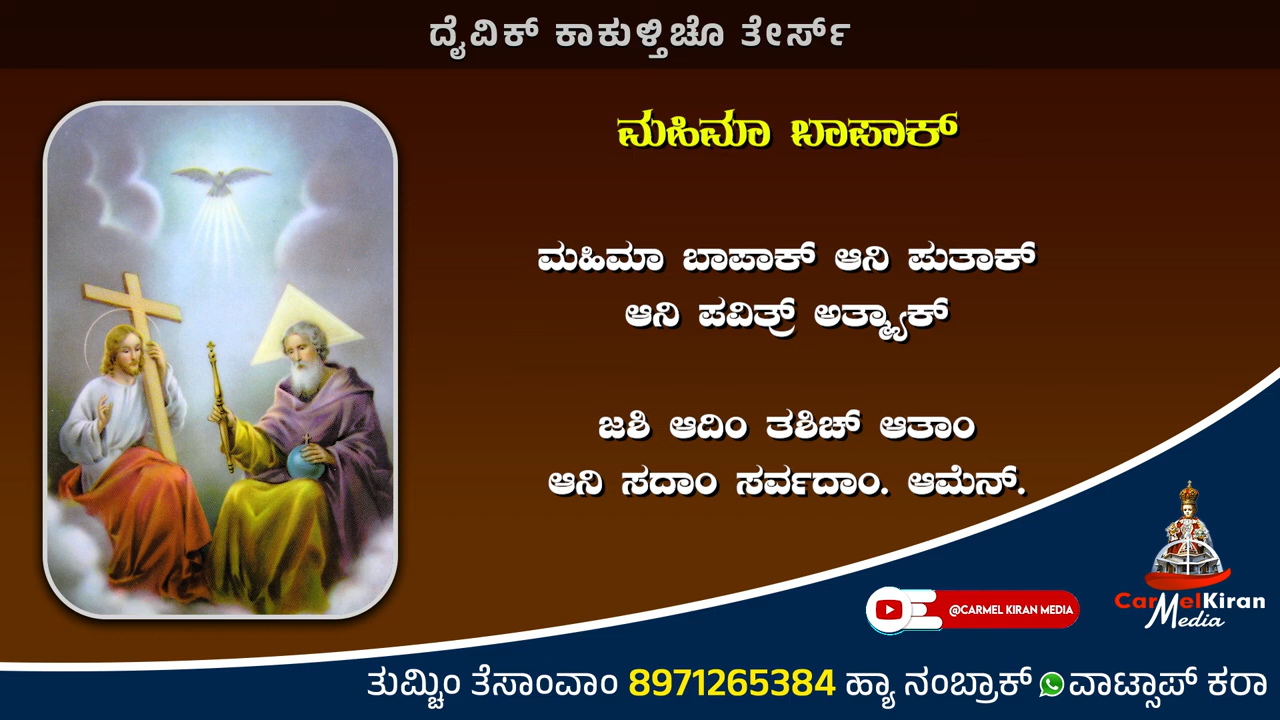 ದೈವಿಕ್ ಕಾಕುಳ್ತಿಚೊ ತೇರ್ಸ್
ಮಹಿಮಾ ಬಾಪಾಕ್
ಮಹಿಮಾ ಬಾಪಾಕ್ ಆನಿ ಪುತಾಕ್
ಆನಿ ಪವಿತ್ರ್ ಅತ್ಮ್ಯಾಕ್
ಜಶಿ ಆದಿಂ ತಶಿಚ್ ಆತಾಂ
ಆನಿ ಸದಾಂ ಸರ್ವದಾಂ. ಆಮೆನ್.
@CARMEL KIRAN MEDIA
CarmelKiran
Media
ತುಮ್ಚಿಂ ತೆಸಾಂವಾಂ 8971265384 ಹ್ಯಾ ನಂಬ್ರಾಕ್ ವಾಟ್ಸಾಪ್ ಕರಾ